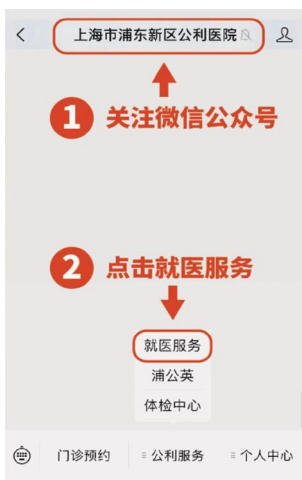 上海市浦东新区公利医院
1 关注微信公众号
2 点击就医服务
就医服务
浦公英
体检中心
门诊预约 公利服务 个人中心